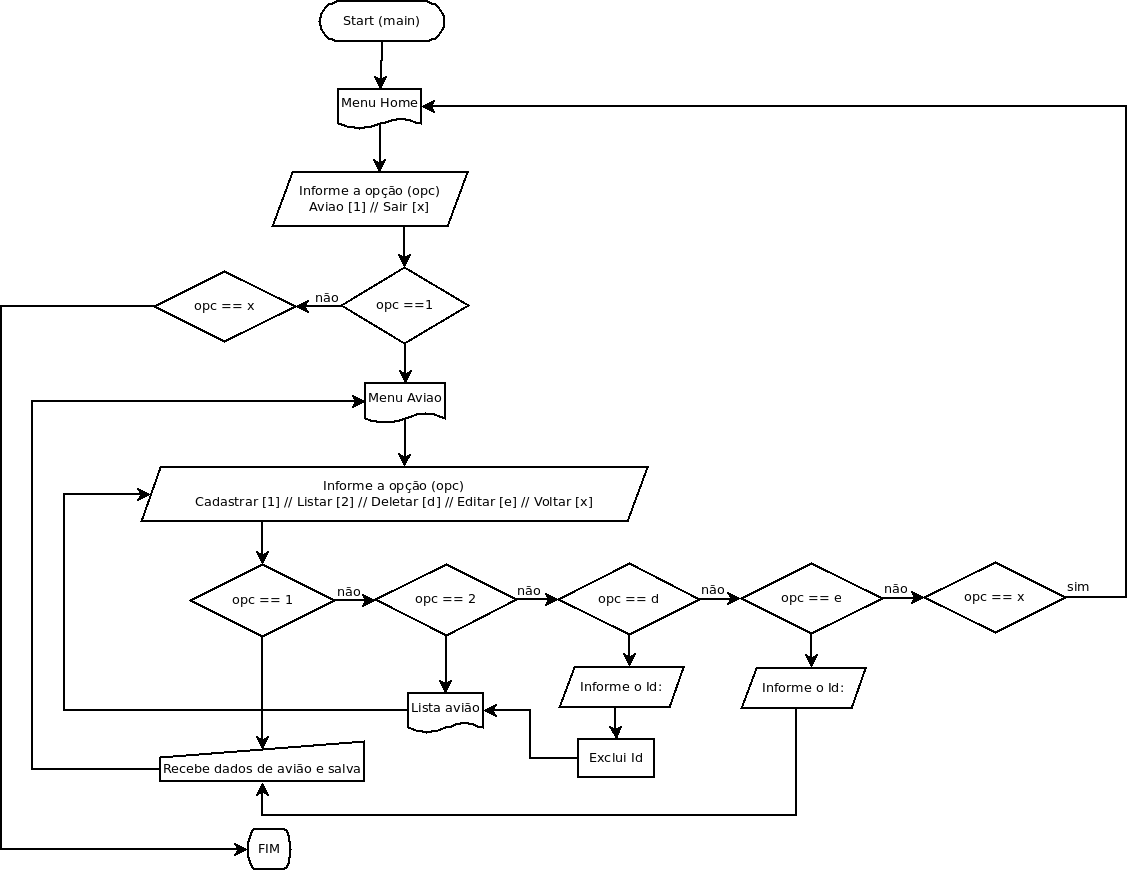 Start (main)
Menu Home
Informe a opção (opc)
Aviao [1] // Sair [x]
opc == x
não
opc ==1
Menu Aviao
Informe a opção (opc)
Cadastrar [1] // Listar [2] // Deletar [d] // Editar [e] // Voltar [x]
opc == 1
não
opc == 2
não
opc == d
não
opc == e
não
opc == x
sim
Informe o Id:
Informe o Id:
Lista avião
Exclui Id
Recebe dados de avião e salva
FIM